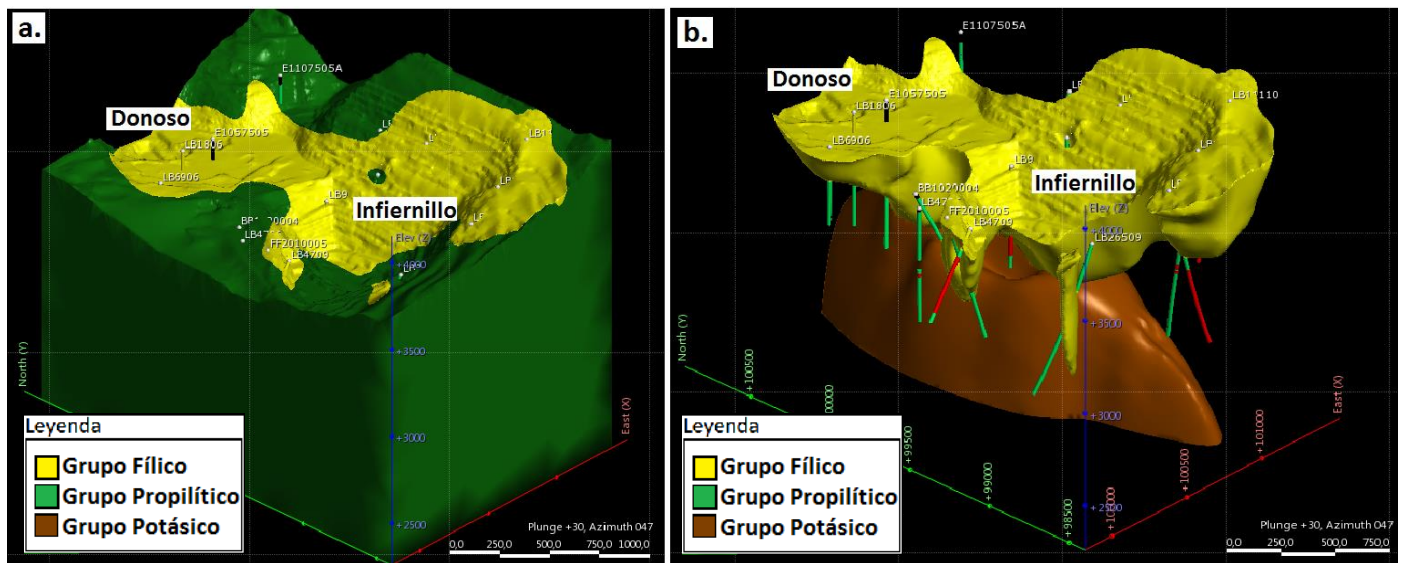 a.
E1107505A
Donoso
E1057505
LB1806
LB6906
LB9
Infiernillo
FF2010005
LB4709
Elev (Z)
+4000
+3500
+3000
+2500
North (Y)
East (X)
Leyenda
Grupo Fílico
Grupo Propilítico
Grupo Potásico
Plunge +30, Azimuth 047
0,0 250,0 500,0 750,0 1000,0
b.
E1107505A
Donoso
E1057505
LB1806
LB6906
LB9
Infiernillo
BB1020004
LB47
FF2010005
LB4709
LB26509
Elev (Z)
+4000
+3500
+3000
+2500
North (Y)
+100500
+99500
+99000
+98500
East (X)
+101000
+100500
Leyenda
Grupo Fílico
Grupo Propilítico
Grupo Potásico
Plunge +30, Azimuth 047
0,0 250,0 500,0 750,0